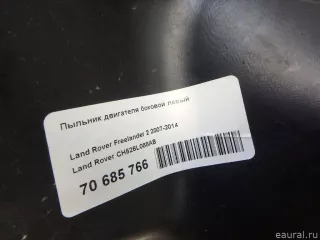 Пыльник двигателя боковой левый
Land Rover Freelander 2 2007-2014
Land Rover CH526L086AB
70 685 766
© eaural.ru